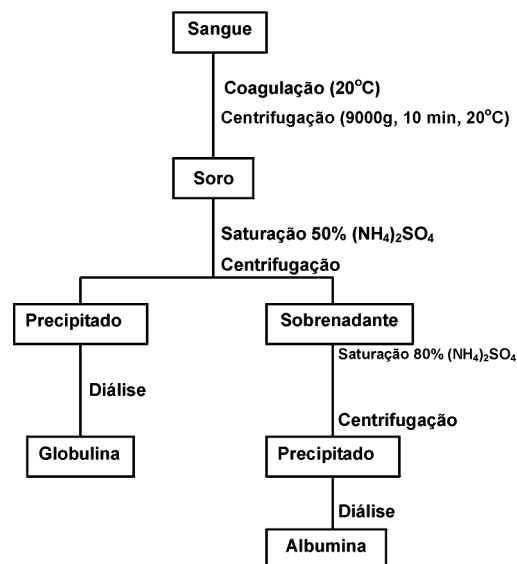 Sangue
Coagulação (20°C)
Centrifugação (9000g, 10 min, 20°C)
Soro
Saturação 50% (NH₄)₂SO₄
Centrifugação
Precipitado
Sobrenadante
Saturação 80% (NH₄)₂SO₄
Diálise
Centrifugação
Globulina
Precipitado
Diálise
Albumina